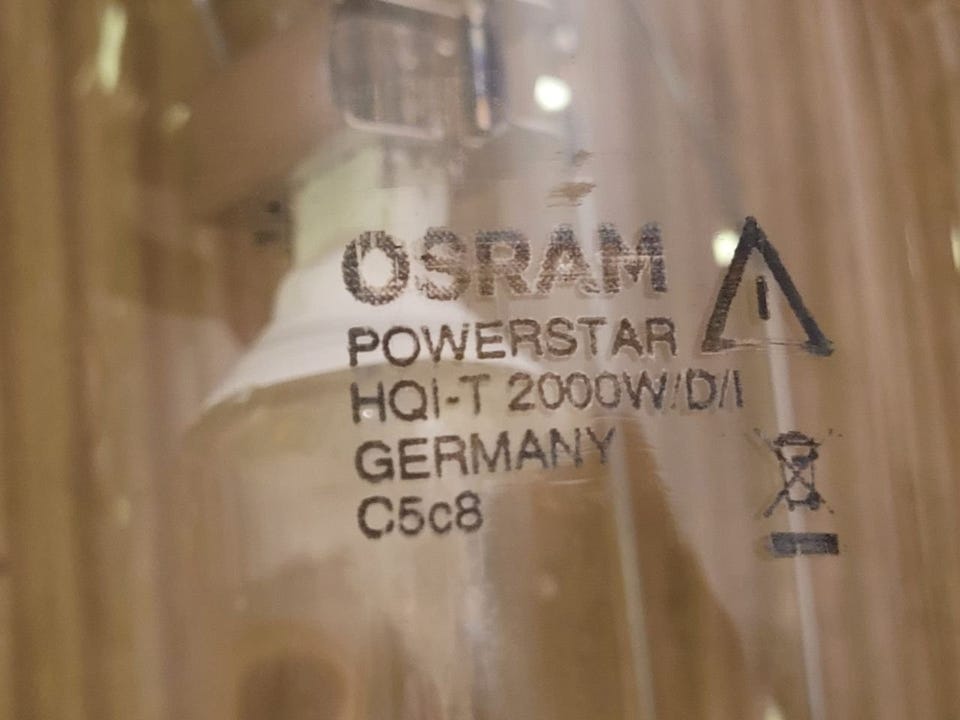 OSRAM
POWERSTAR
HQI-T 2000W/D/I
GERMANY
C5c8